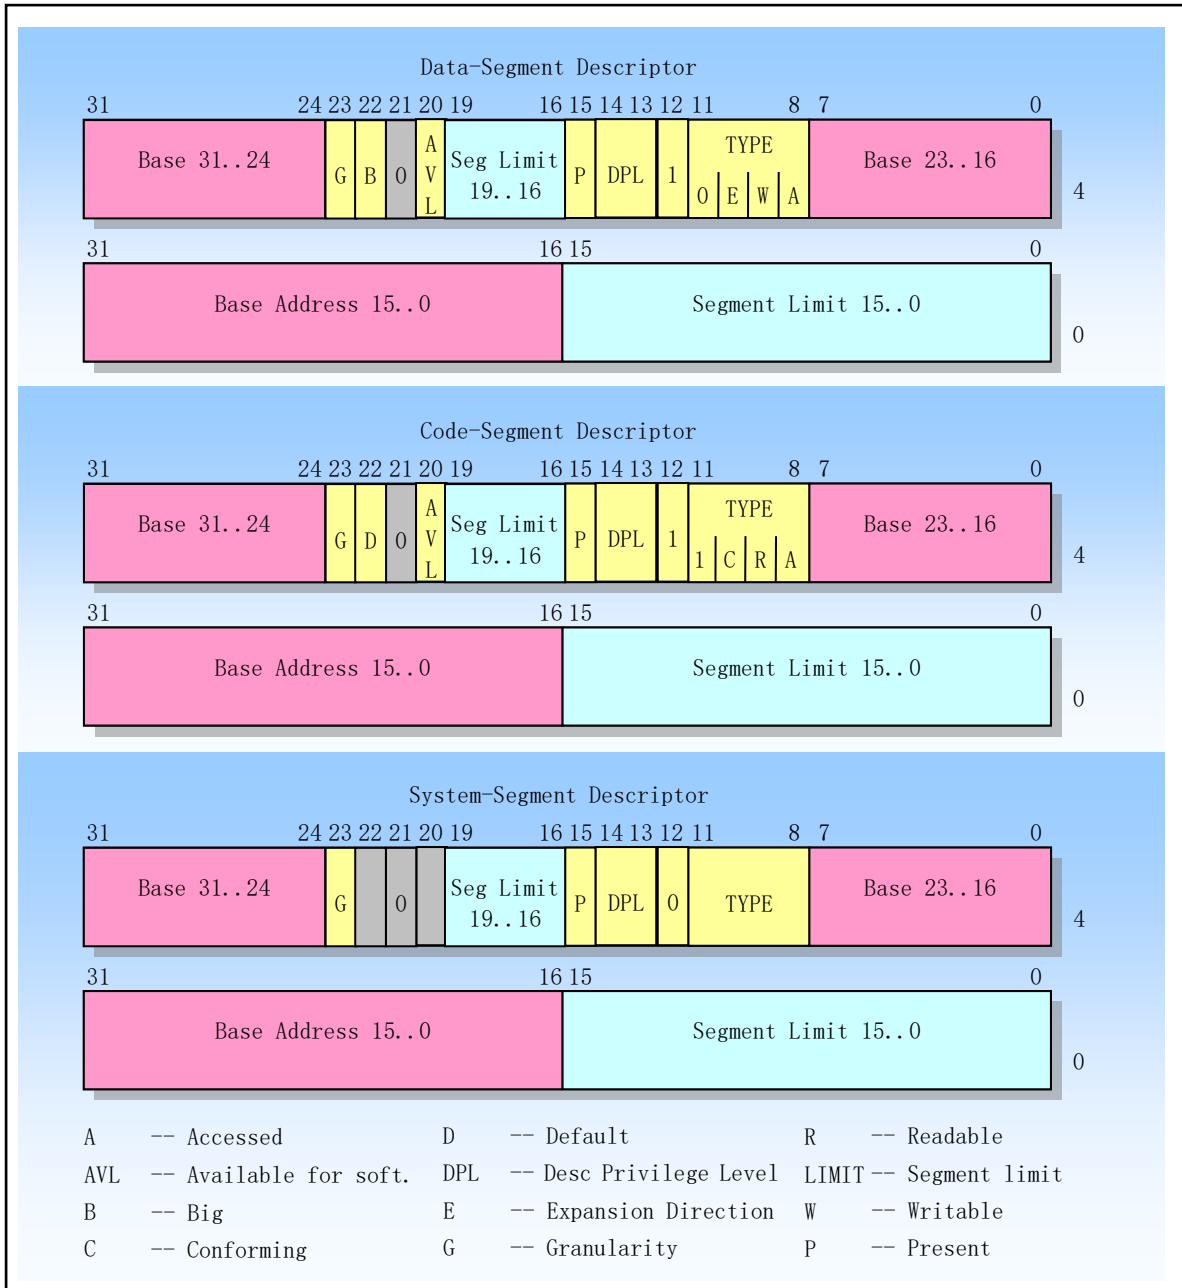 Data-Segment Descriptor
31 24 23 22 21 20 19 16 15 14 13 12 11 8 7 0
Base 31..24 G B 0 AVL Seg Limit 19..16 P DPL 1 TYPE 0 E W A Base 23..16
4
31 16 15 0
Base Address 15..0 Segment Limit 15..0
0
Code-Segment Descriptor
31 24 23 22 21 20 19 16 15 14 13 12 11 8 7 0
Base 31..24 G D 0 AVL Seg Limit 19..16 P DPL 1 TYPE 1 C R A Base 23..16
4
31 16 15 0
Base Address 15..0 Segment Limit 15..0
0
System-Segment Descriptor
31 24 23 22 21 20 19 16 15 14 13 12 11 8 7 0
Base 31..24 G 0 Seg Limit 19..16 P DPL 0 TYPE Base 23..16
4
31 16 15 0
Base Address 15..0 Segment Limit 15..0
0
A -- Accessed D -- Default R -- Readable
AVL -- Available for soft. DPL -- Desc Privilege Level LIMIT -- Segment limit
B -- Big E -- Expansion Direction W -- Writable
C -- Conforming G -- Granularity P -- Present